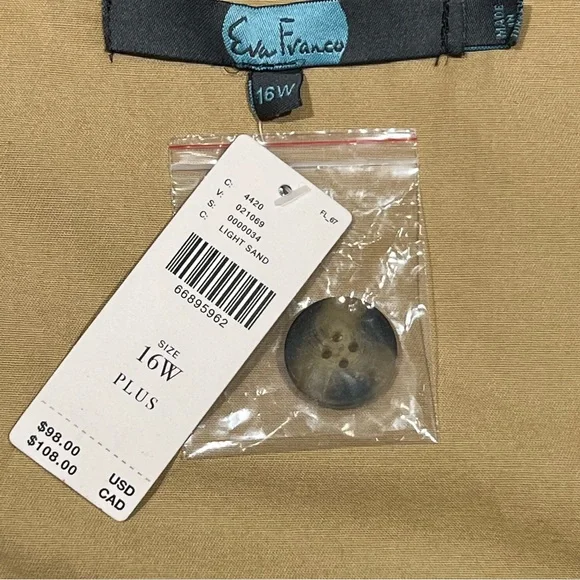 Eva Franco
MADE
IN
16W
FL_67
C: 4420
V: 021069
S: 0000034
C: LIGHT SAND
66895962
SIZE
16W
PLUS
$98.00 USD
$108.00 CAD